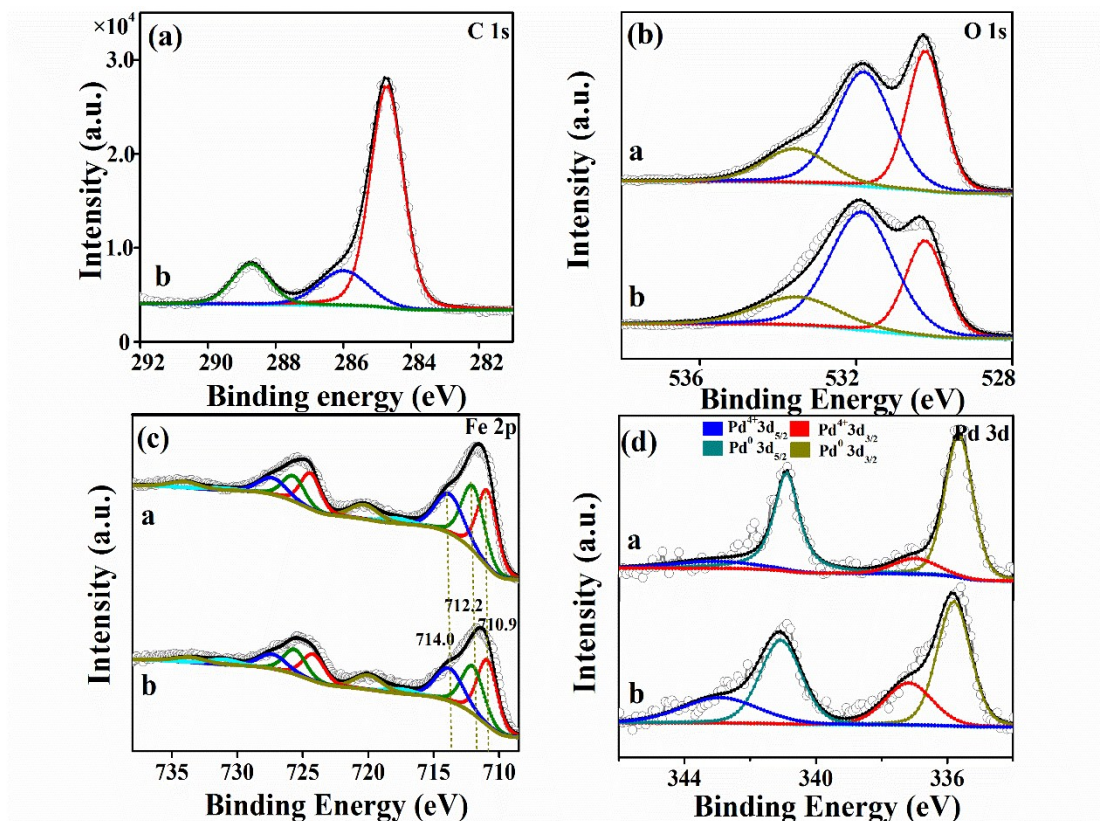 (a)
C 1s
×10⁴
3.0
2.0
1.0
0
Intensity (a.u.)
b
292 290 288 286 284 282
Binding energy (eV)
(b)
O 1s
Intensity (a.u.)
a
b
536 532 528
Binding Energy (eV)
(c)
Fe 2p
Intensity (a.u.)
a
b
712.2
714.0
710.9
735 730 725 720 715 710
Binding Energy (eV)
(d)
Pd 3d
Pd⁴⁺3d₅/₂ Pd⁴⁺3d₃/₂
Pd⁰ 3d₅/₂ Pd⁰ 3d₃/₂
Intensity (a.u.)
a
b
344 340 336
Binding Energy (eV)